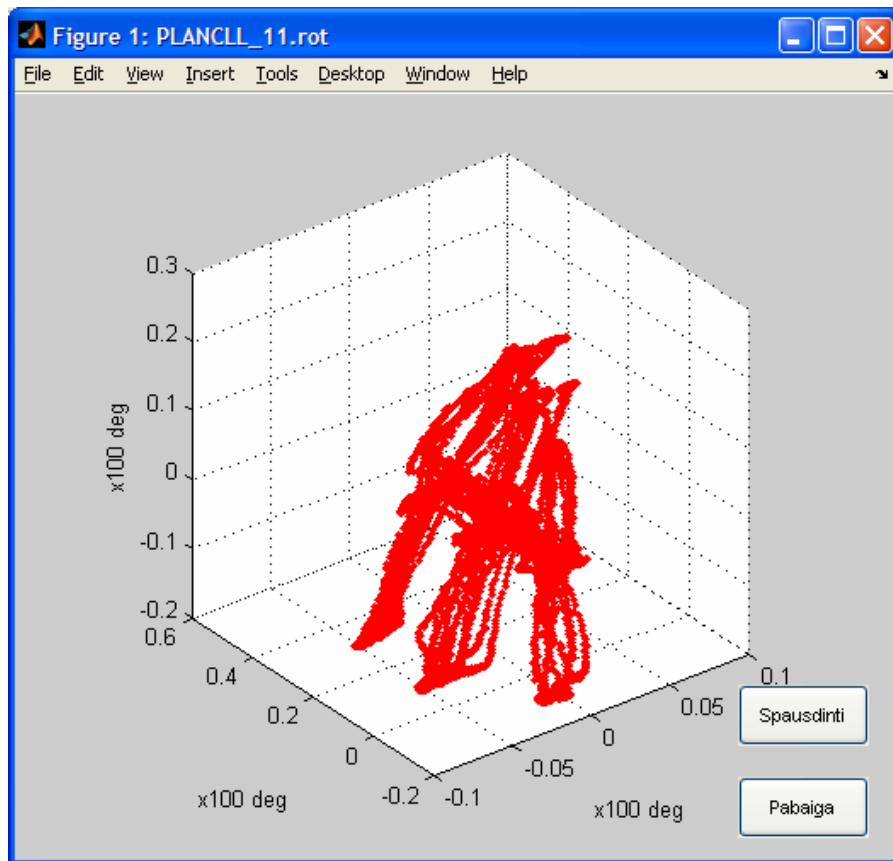 Figure 1: PLANCLL_11.rot
File Edit View Insert Tools Desktop Window Help
0.3
0.2
0.1
0
-0.1
-0.2
x100 deg
0.6
0.4
0.2
0
-0.2
x100 deg
-0.1
-0.05
0
0.05
0.1
x100 deg
Spausdinti
Pabaiga